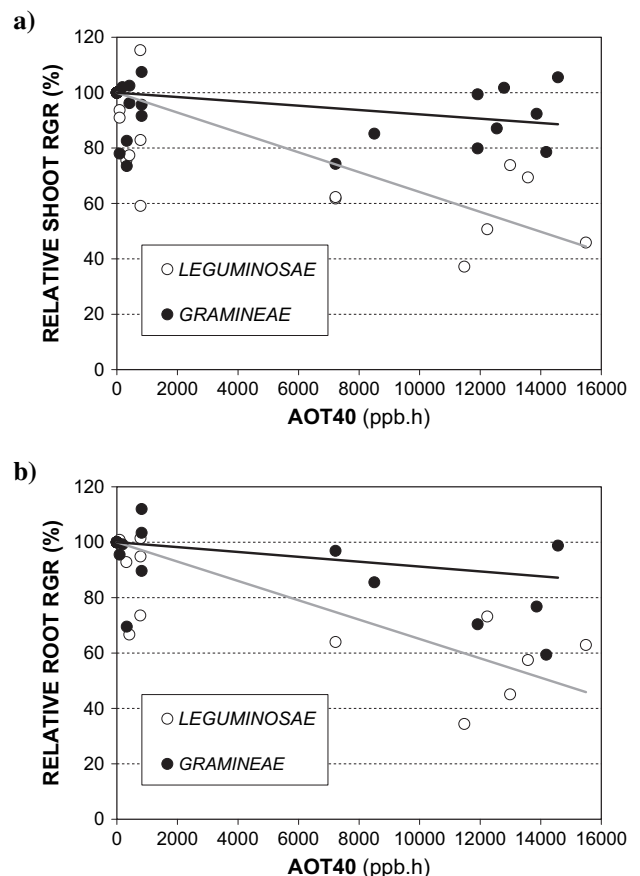 a)
120
100
80
60
40
20
0
RELATIVE SHOOT RGR (%)
LEGUMINOSAE
GRAMINEAE
0 2000 4000 6000 8000 10000 12000 14000 16000
AOT40 (ppb.h)
b)
120
100
80
60
40
20
0
RELATIVE ROOT RGR (%)
LEGUMINOSAE
GRAMINEAE
0 2000 4000 6000 8000 10000 12000 14000 16000
AOT40 (ppb.h)